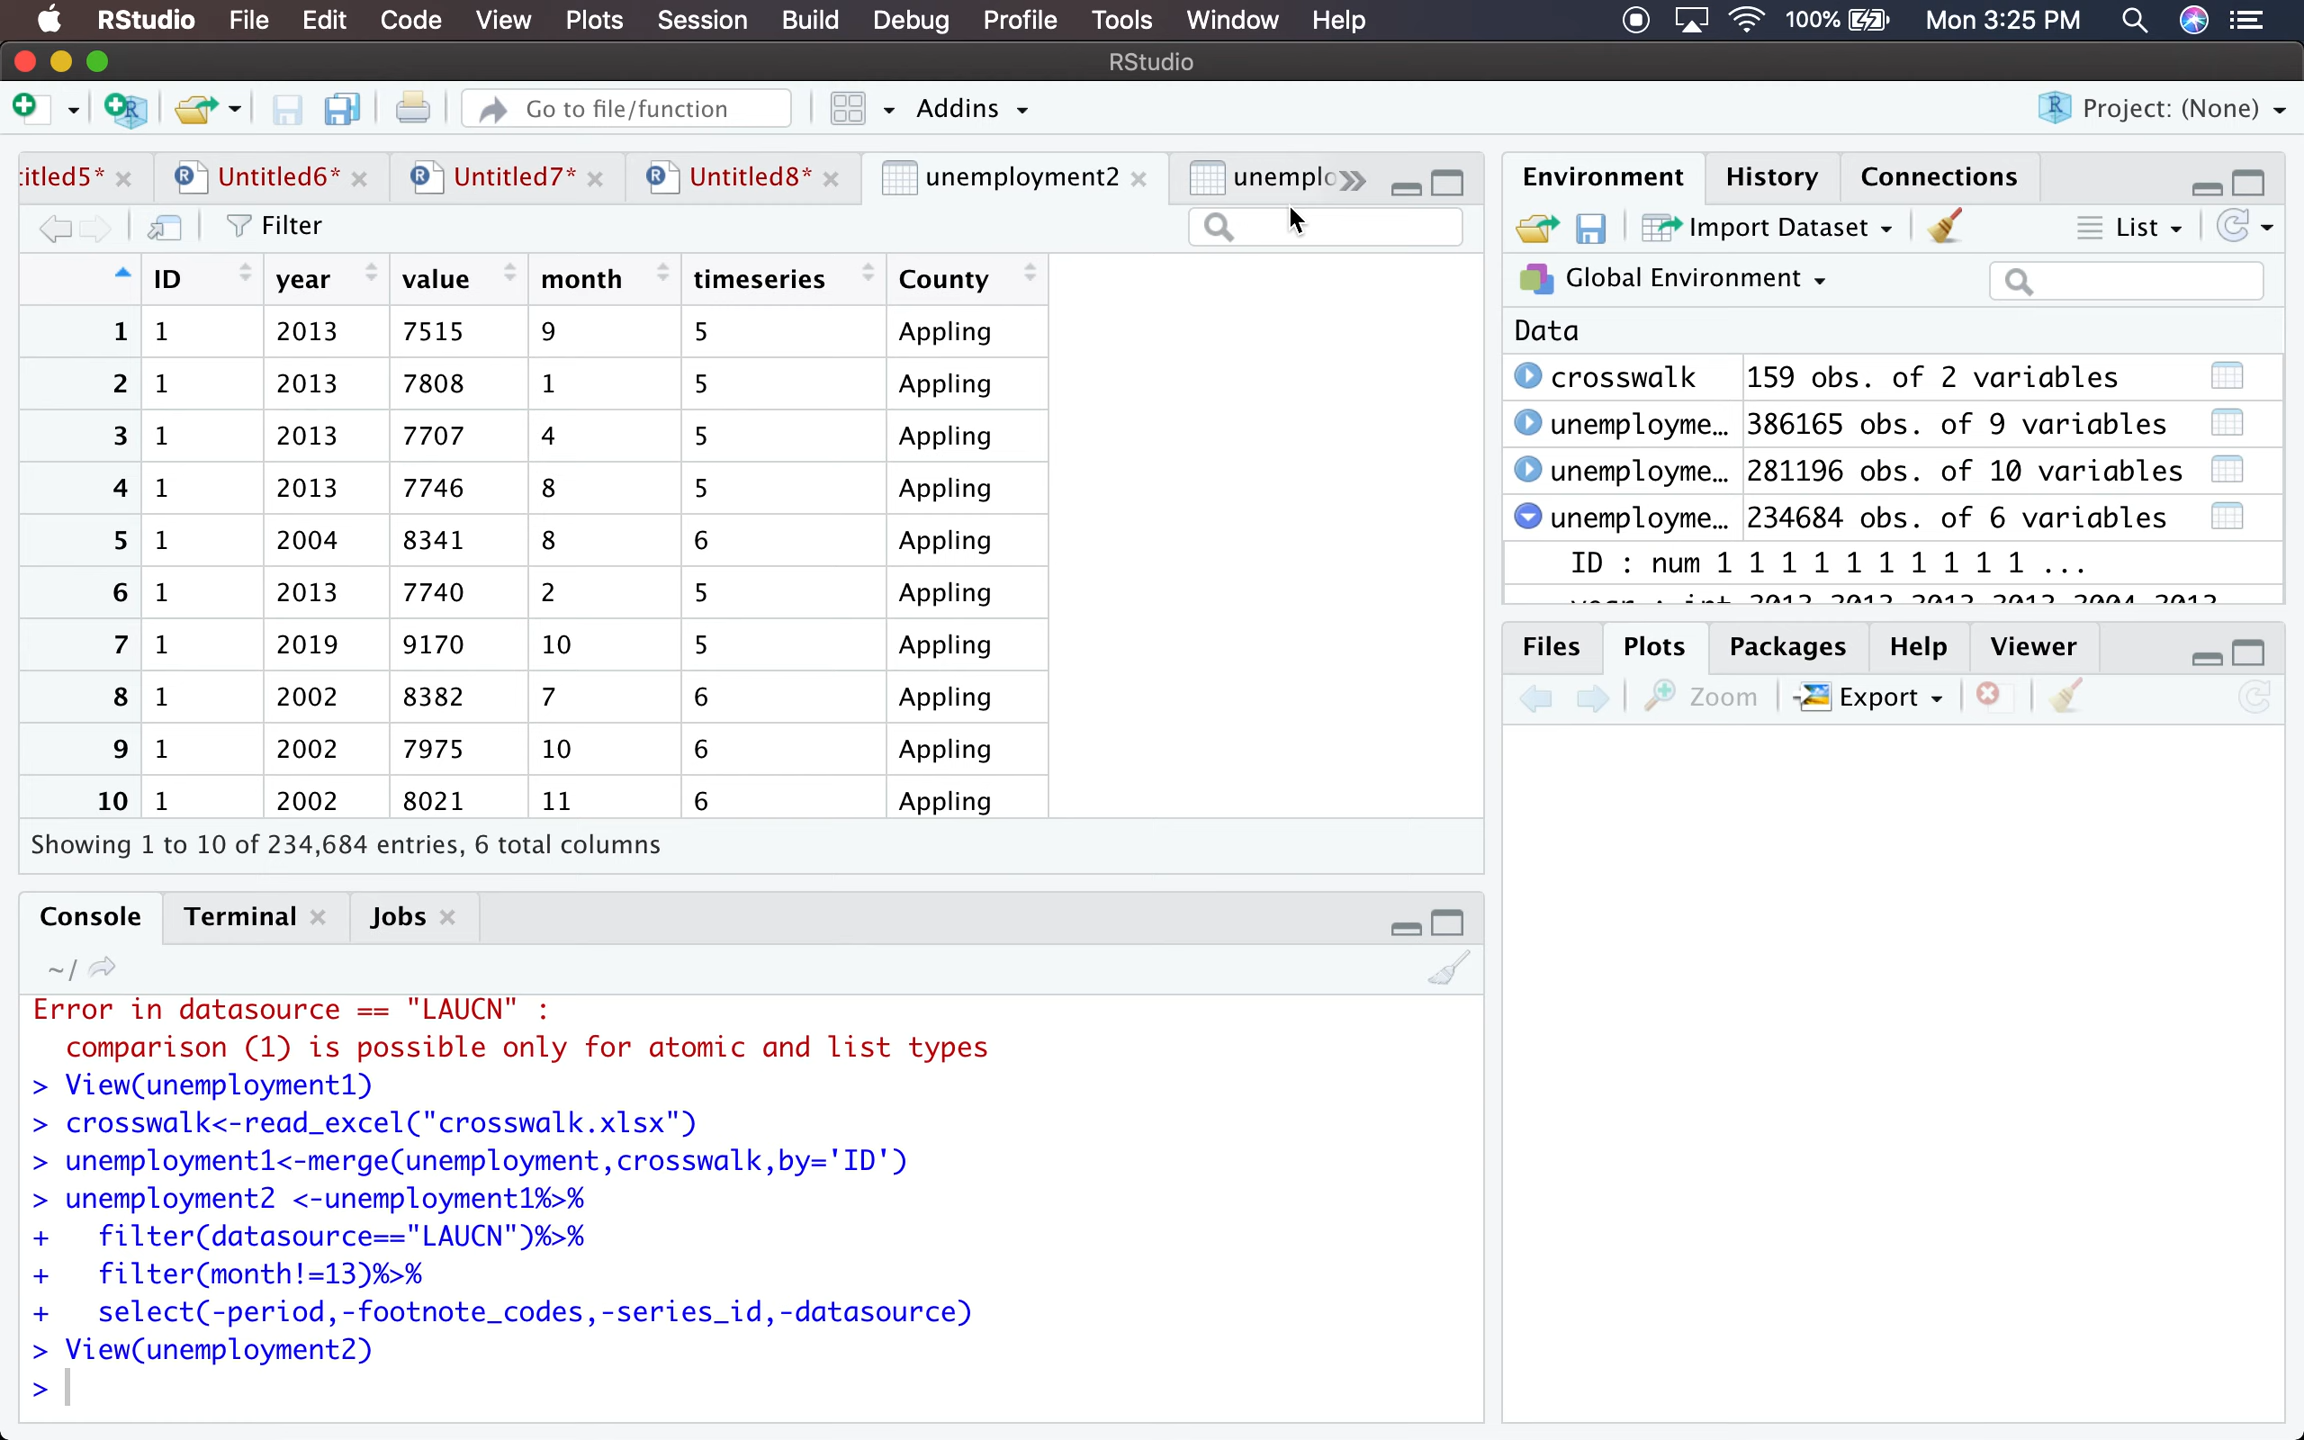 RStudio File Edit Code View Plots Session Build Debug Profile Tools Window Help 100% Mon 3:25 PM
RStudio
Go to file/function Addins Project: (None)
titled5* Untitled6* Untitled7* Untitled8* unemployment2 unemplo
Filter
ID year value month timeseries County
1 1 2013 7515 9 5 Appling
2 1 2013 7808 1 5 Appling
3 1 2013 7707 4 5 Appling
4 1 2013 7746 8 5 Appling
5 1 2004 8341 8 6 Appling
6 1 2013 7740 2 5 Appling
7 1 2019 9170 10 5 Appling
8 1 2002 8382 7 6 Appling
9 1 2002 7975 10 6 Appling
10 1 2002 8021 11 6 Appling
Showing 1 to 10 of 234,684 entries, 6 total columns
Console Terminal Jobs
~/
Error in datasource == "LAUCN" :
comparison (1) is possible only for atomic and list types
> View(unemployment1)
> crosswalk<-read_excel("crosswalk.xlsx")
> unemployment1<-merge(unemployment,crosswalk,by='ID')
> unemployment2 <-unemployment1%>%
+ filter(datasource=="LAUCN")%>%
+ filter(month!=13)%>%
+ select(-period,-footnote_codes,-series_id,-datasource)
> View(unemployment2)
>
Environment History Connections
Import Dataset List
Global Environment
Data
crosswalk 159 obs. of 2 variables
unemployme… 386165 obs. of 9 variables
unemployme… 281196 obs. of 10 variables
unemployme… 234684 obs. of 6 variables
ID : num 1 1 1 1 1 1 1 1 1 1 ...
year : int 2013 2013 2013 2013 2004 2013
Files Plots Packages Help Viewer
Zoom Export